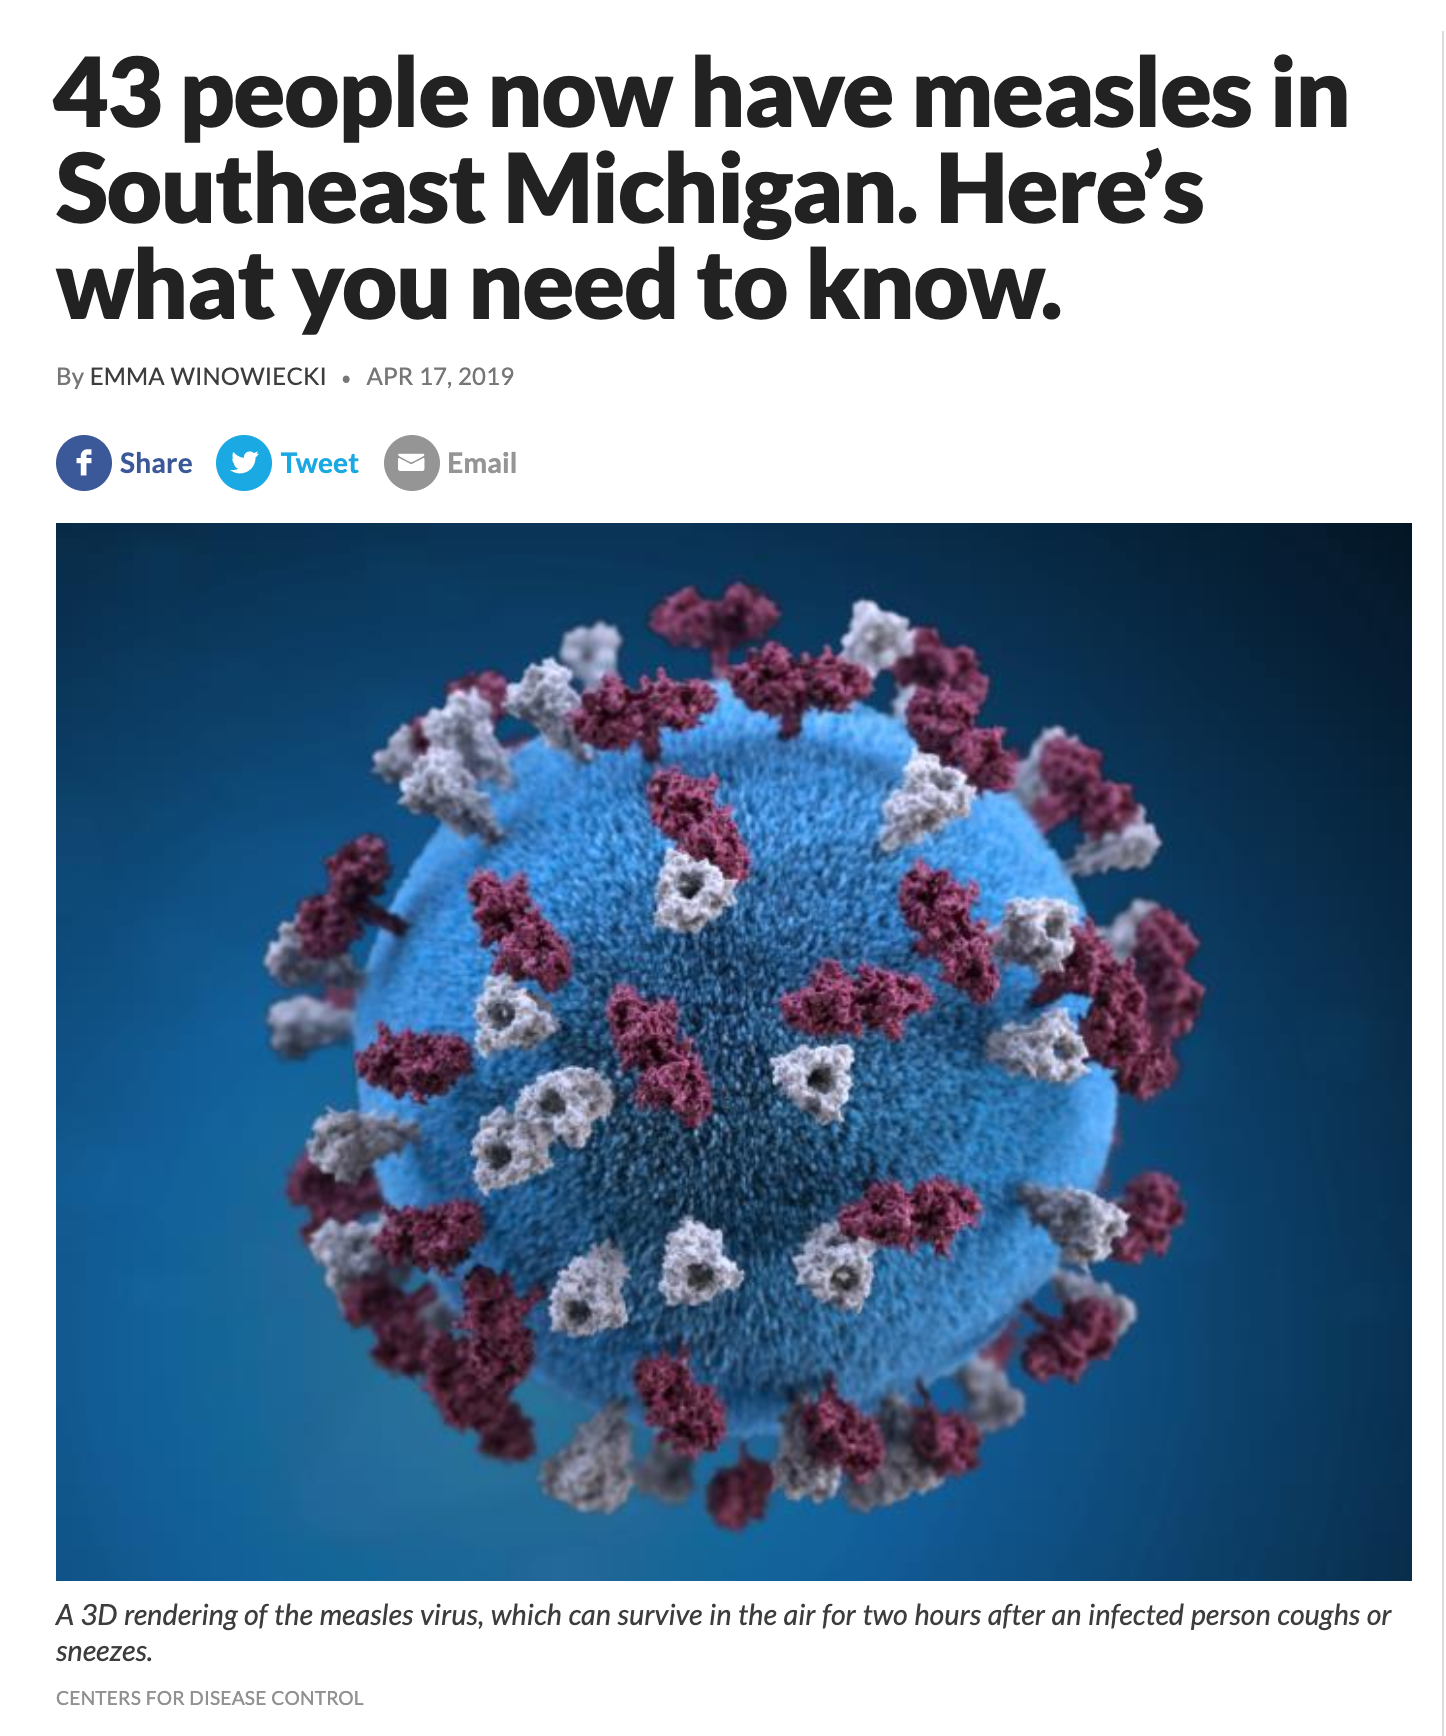 43 people now have measles in
Southeast Michigan. Here’s
what you need to know.
By EMMA WINOWIECKI • APR 17, 2019
Share Tweet Email
A 3D rendering of the measles virus, which can survive in the air for two hours after an infected person coughs or
sneezes.
CENTERS FOR DISEASE CONTROL